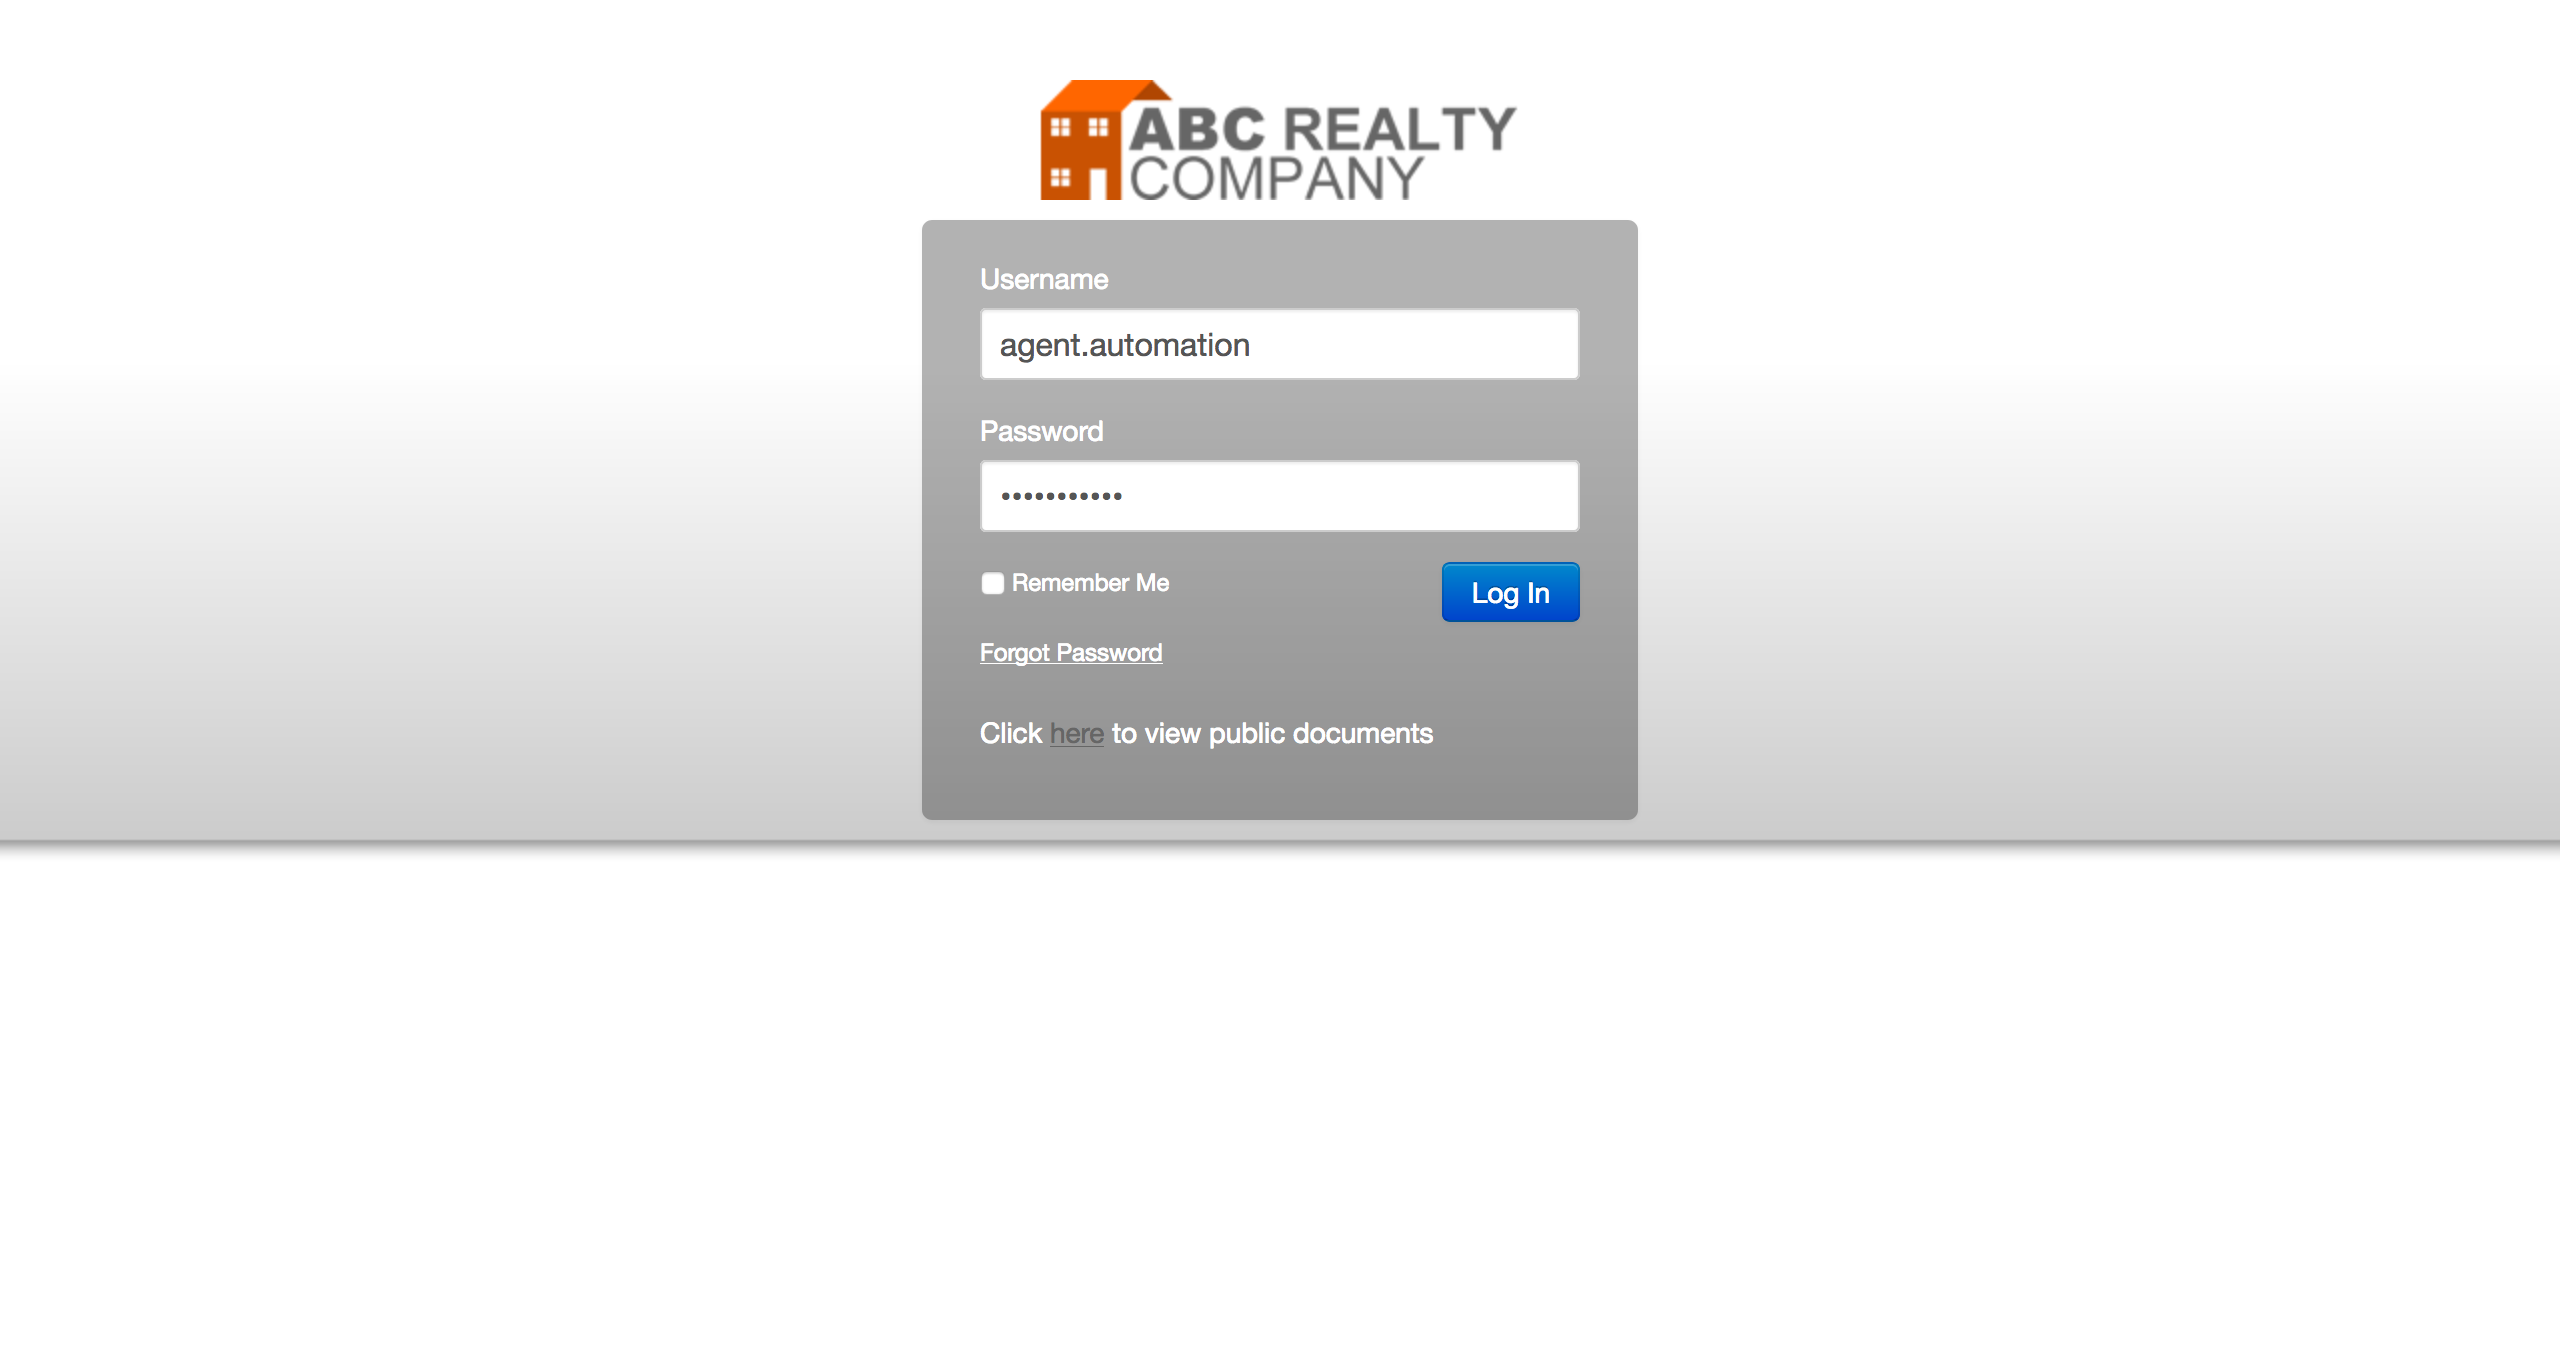 ABC REALTY
COMPANY
Username
agent.automation
Password
•••••••••••
Remember Me
Log In
Forgot Password
Click here to view public documents